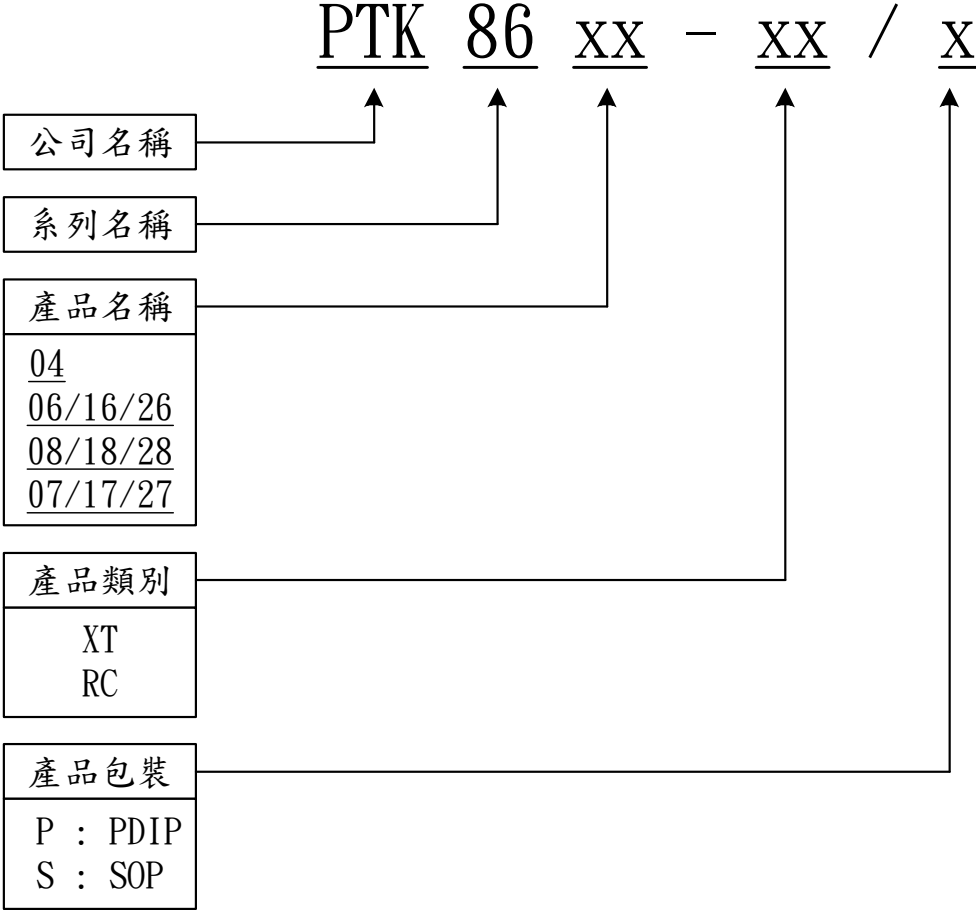 PTK 86 xx - xx / x
公司名稱
系列名稱
產品名稱
04
06/16/26
08/18/28
07/17/27
產品類別
XT
RC
產品包裝
P : PDIP
S : SOP